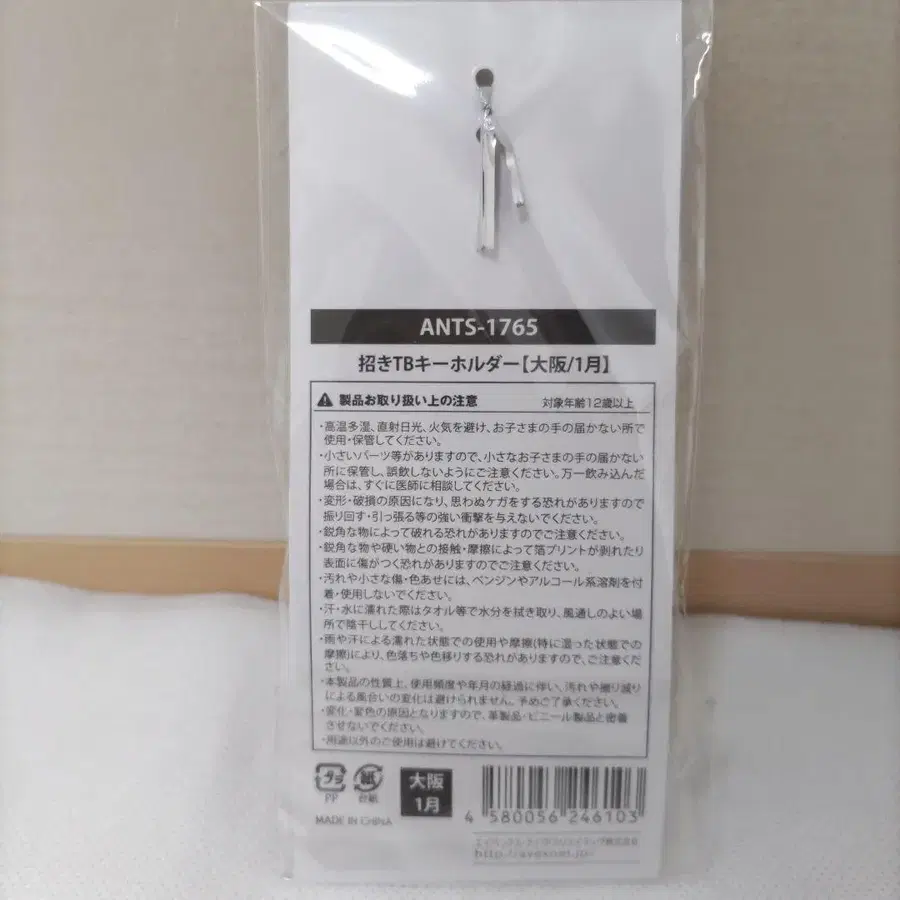 ANTS-1765
招きTBキーホルダー【大阪/1月】
製品お取り扱い上の注意 対象年齢12歳以上
・高温多湿、直射日光、火気を避け、お子さまの手の届かない所で
使用・保管してください。
・小さいパーツ等がありますので、小さなお子さまの手の届かない
所に保管し、誤飲しないようにご注意ください。万一飲み込んだ
場合は、すぐに医師に相談してください。
・変形・破損の原因になり、思わぬケガをする恐れがありますので
振り回す・引っ張る等の強い衝撃を与えないでください。
・鋭角な物によって破れる恐れがありますのでご注意ください。
・鋭角な物や硬い物との接触・摩擦によって箔プリントが剥れたり
表面に傷がつく恐れがありますのでご注意ください。
・汚れや小さな傷・色あせには、ベンジンやアルコール系溶剤を付
着・使用しないでください。
・汗・水に濡れた際はタオル等で水分を拭き取り、風通しのよい場
所で陰干ししてください。
・雨や汗による濡れた状態での使用や摩擦(特に湿った状態での
摩擦)により、色落ちや色移りする恐れがありますので、ご注意くだ
さい。
・本製品の性質上、使用頻度や年月の経過に伴い、汚れや擦り減り
による風合いの変化は避けられません。予めご了承ください。
・変化・変色の原因となりますので、革製品・ビニール製品と密着
させないでください。
・用途以外のご使用は避けてください。
プラ
PP
紙
台紙
大阪
1月
MADE IN CHINA
4 580056 246103